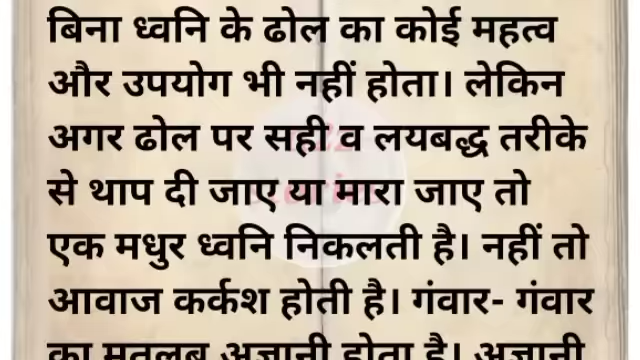 बिना ध्वनि के ढोल का कोई महत्व
और उपयोग भी नहीं होता। लेकिन
अगर ढोल पर सही व लयबद्ध तरीके
से थाप दी जाए या मारा जाए तो
एक मधुर ध्वनि निकलती है। नहीं तो
आवाज कर्कश होती है। गंवार- गंवार
का मतलब अज्ञानी होता है। अज्ञानी